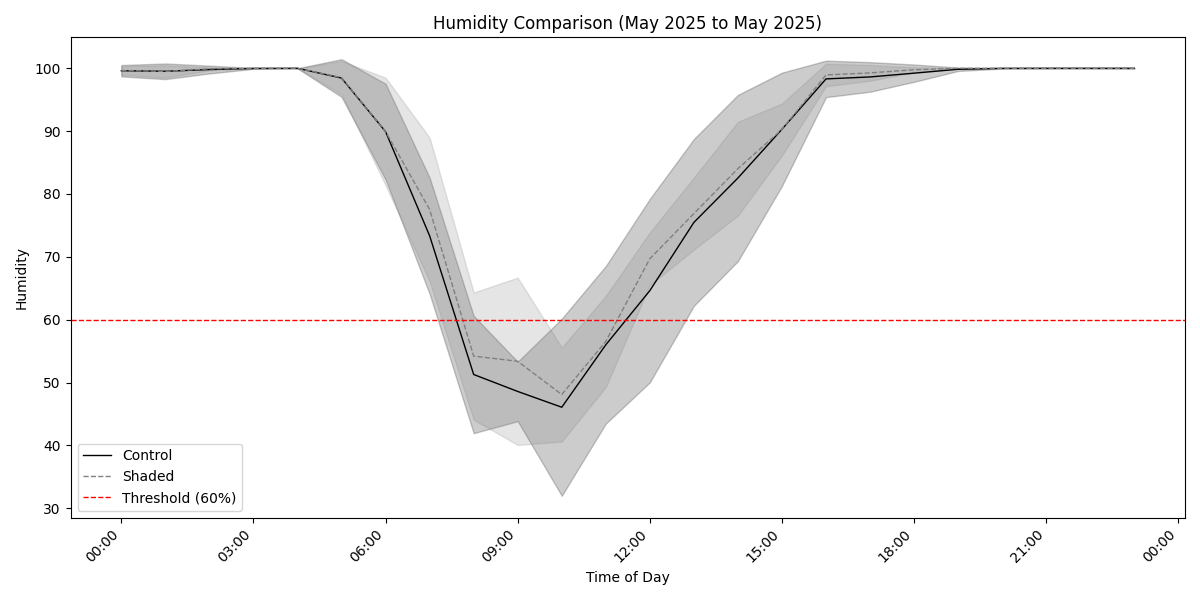 Humidity Comparison (May 2025 to May 2025)
Humidity
100
90
80
70
60
50
40
30
Control
Shaded
Threshold (60%)
00:00
03:00
06:00
09:00
12:00
15:00
18:00
21:00
00:00
Time of Day